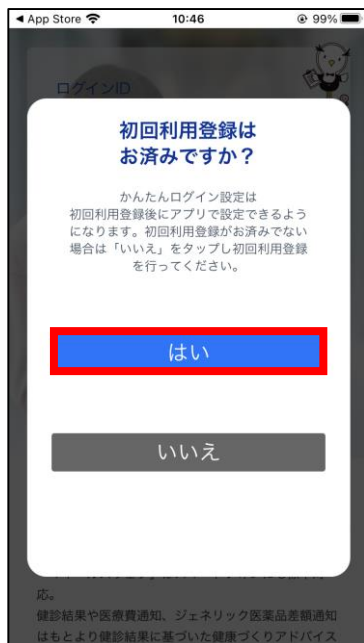 App Store
10:46
99%
ログインID
初回利用登録は
お済みですか？
かんたんログイン設定は
初回利用登録後にアプリで設定できるよう
になります。初回利用登録がお済みでない
場合は「いいえ」をタップし初回利用登録
を行ってください。
はい
いいえ
応。
健診結果や医療費通知、ジェネリック医薬品差額通知
はもとより健診結果に基づいた健康づくりアドバイス